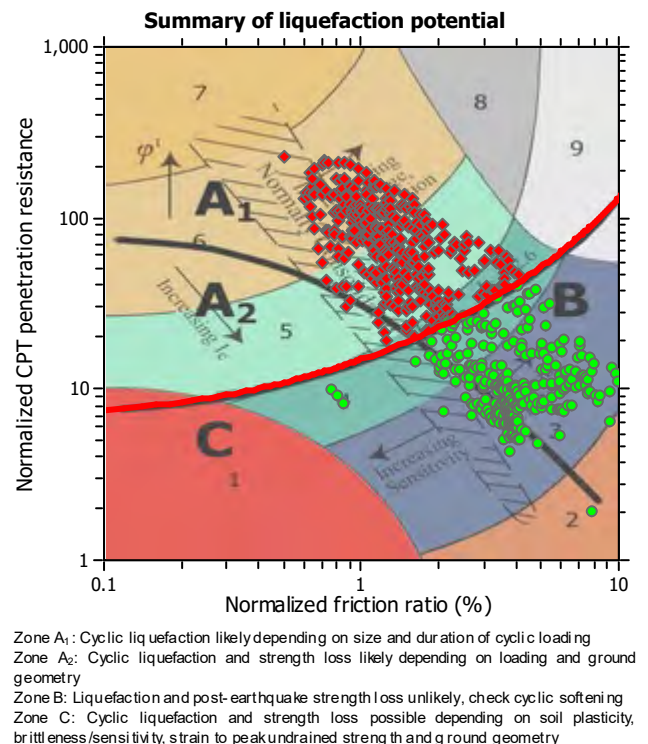 Summary of liquefaction potential
Normalized CPT penetration resistance
1,000
100
10
1
7
8
9
φ'
A1
6
A2
Increasing Ic
5
B
C
1
Increasing
Sensitivity
3
2
0.1
1
10
Normalized friction ratio (%)
Zone A1: Cyclic liquefaction likely depending on size and duration of cyclic loading
Zone A2: Cyclic liquefaction and strength loss likely depending on loading and ground
geometry
Zone B: Liquefaction and post-earthquake strength loss unlikely, check cyclic softening
Zone C: Cyclic liquefaction and strength loss possible depending on soil plasticity,
brittleness/sensitivity, strain to peak undrained strength and ground geometry